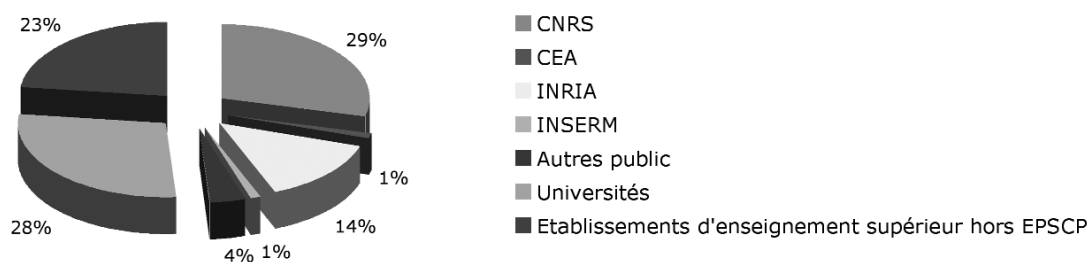 23%
29%
1%
14%
1%
4%
28%
CNRS
CEA
INRIA
INSERM
Autres public
Universités
Etablissements d'enseignement supérieur hors EPSCP